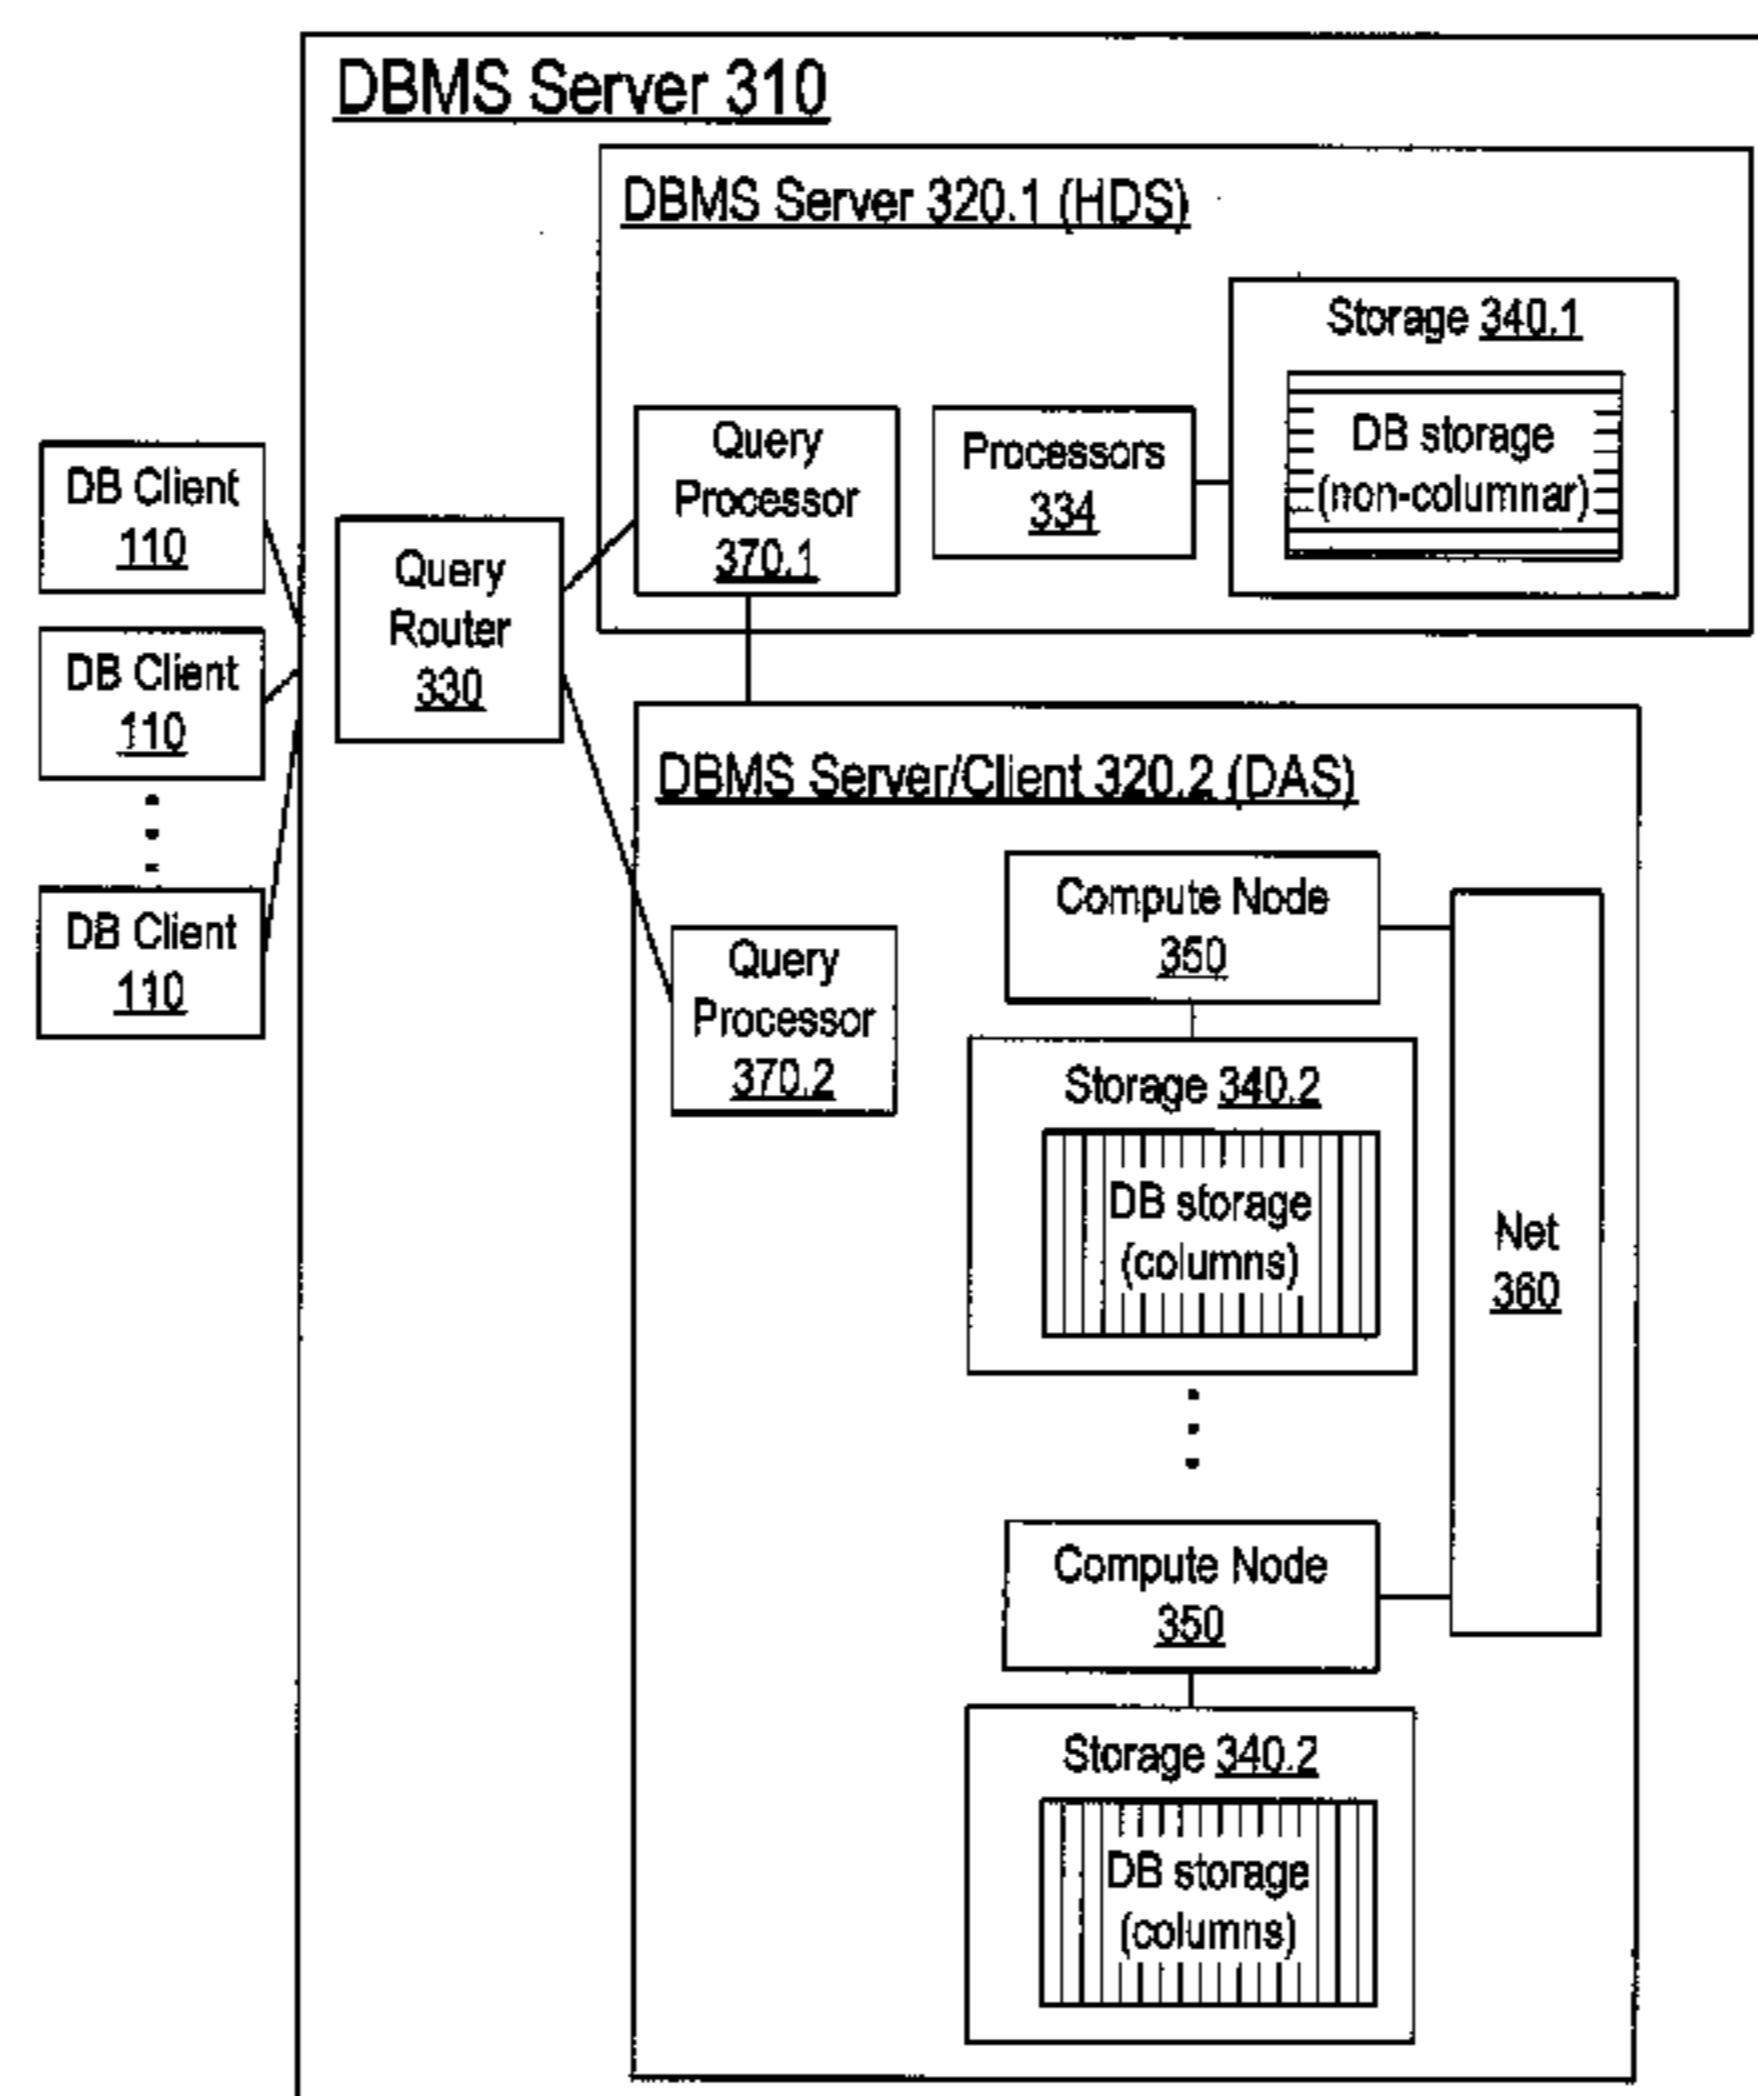 DBMS Server 310
DBMS Server 320.1 (HDS)
Storage 340.1
DB storage
(non-columnar)
Query
Processor
370.1
Processors
334
DB Client
110
DB Client
110
DB Client
110
Query
Router
330
DBMS Server/Client 320.2 (DAS)
Compute Node
350
Query
Processor
370.2
Storage 340.2
DB storage
(columns)
Net
360
Compute Node
350
Storage 340.2
DB storage
(columns)